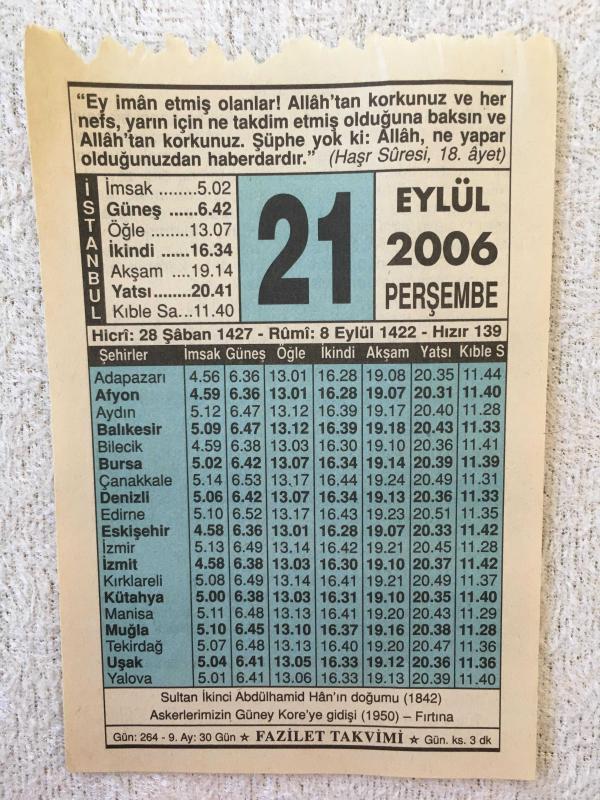 “Ey imân etmiş olanlar! Allâh’tan korkunuz ve her
nefs, yarın için ne takdim etmiş olduğuna baksın ve
Allâh’tan korkunuz. Şüphe yok ki: Allâh, ne yapar
olduğunuzdan haberdardır.” (Haşr Sûresi, 18. âyet)
İSTANBUL
İmsak ........5.02
Güneş ......6.42
Öğle ........13.07
İkindi ......16.34
Akşam ....19.14
Yatsı........20.41
Kıble Sa...11.40
21
EYLÜL
2006
PERŞEMBE
Hicrî: 28 Şâban 1427 - Rûmî: 8 Eylül 1422 - Hızır 139
Şehirler İmsak Güneş Öğle İkindi Akşam Yatsı Kıble S
Adapazarı 4.56 6.36 13.01 16.28 19.08 20.35 11.44
Afyon 4.59 6.36 13.01 16.28 19.07 20.31 11.40
Aydın 5.12 6.47 13.12 16.39 19.17 20.40 11.28
Balıkesir 5.09 6.47 13.12 16.39 19.18 20.43 11.33
Bilecik 4.59 6.38 13.03 16.30 19.10 20.36 11.41
Bursa 5.02 6.42 13.07 16.34 19.14 20.39 11.39
Çanakkale 5.14 6.53 13.17 16.44 19.24 20.49 11.31
Denizli 5.06 6.42 13.07 16.34 19.13 20.36 11.33
Edirne 5.10 6.52 13.17 16.43 19.23 20.51 11.35
Eskişehir 4.58 6.36 13.01 16.28 19.07 20.33 11.42
İzmir 5.13 6.49 13.14 16.42 19.21 20.45 11.28
İzmit 4.58 6.38 13.03 16.30 19.10 20.37 11.42
Kırklareli 5.08 6.49 13.14 16.41 19.21 20.49 11.37
Kütahya 5.00 6.38 13.03 16.31 19.10 20.35 11.40
Manisa 5.11 6.48 13.13 16.41 19.20 20.43 11.29
Muğla 5.10 6.45 13.10 16.37 19.16 20.38 11.28
Tekirdağ 5.07 6.48 13.13 16.40 19.20 20.47 11.36
Uşak 5.04 6.41 13.05 16.33 19.12 20.36 11.36
Yalova 5.01 6.41 13.06 16.33 19.13 20.39 11.40
Sultan İkinci Abdülhamid Hân’ın doğumu (1842)
Askerlerimizin Güney Kore’ye gidişi (1950) – Fırtına
Gün: 264 - 9. Ay: 30 Gün ★ FAZİLET TAKVİMİ ★ Gün. ks. 3 dk